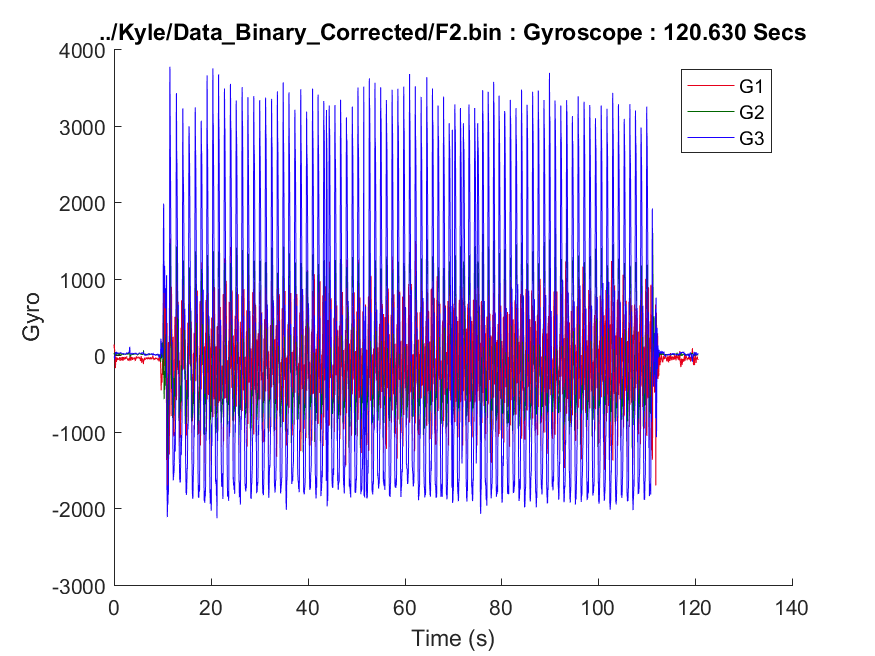 ../Kyle/Data_Binary_Corrected/F2.bin : Gyroscope : 120.630 Secs
4000
3000
2000
1000
0
-1000
-2000
-3000
Gyro
G1
G2
G3
0 20 40 60 80 100 120 140
Time (s)